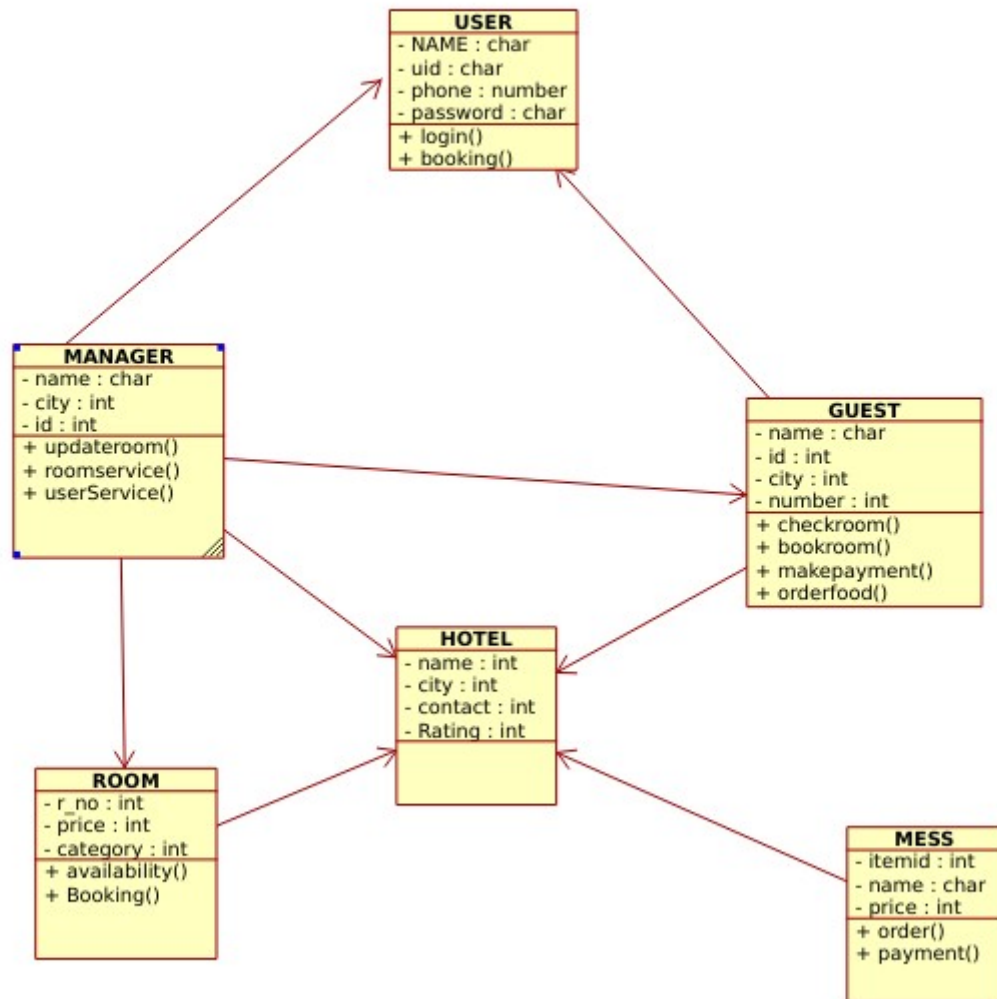 USER
- NAME : char
- uid : char
- phone : number
- password : char
+ login()
+ booking()
MANAGER
- name : char
- city : int
- id : int
+ updateroom()
+ roomservice()
+ userService()
GUEST
- name : char
- id : int
- city : int
- number : int
+ checkroom()
+ bookroom()
+ makepayment()
+ orderfood()
HOTEL
- name : int
- city : int
- contact : int
- Rating : int
ROOM
- r_no : int
- price : int
- category : int
+ availability()
+ Booking()
MESS
- itemid : int
- name : char
- price : int
+ order()
+ payment()